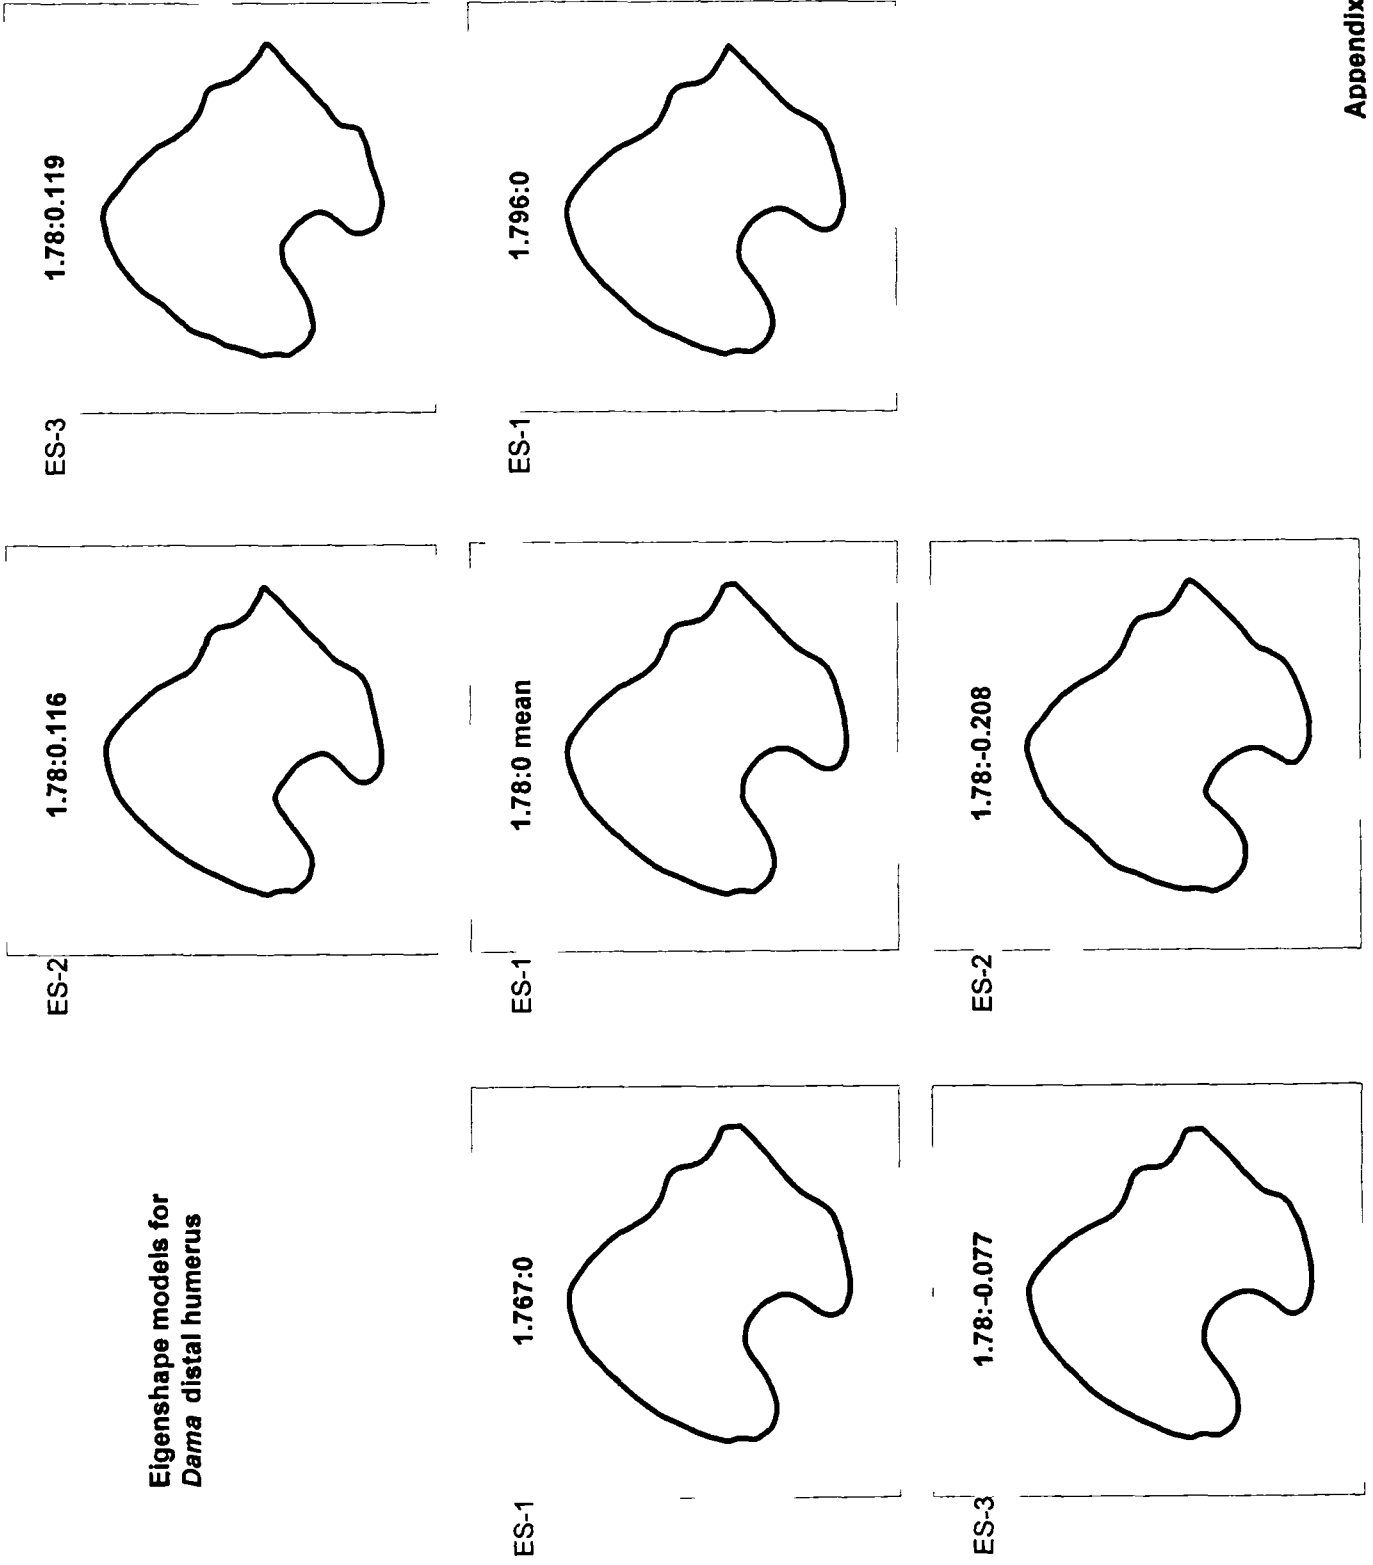 Eigenshape models for
Dama distal humerus
ES-2
1.78:0.116
ES-3
1.78:0.119
ES-1
1.767:0
ES-1
1.78:0 mean
ES-1
1.796:0
ES-3
1.78:-0.077
ES-2
1.78:-0.208
Appendix